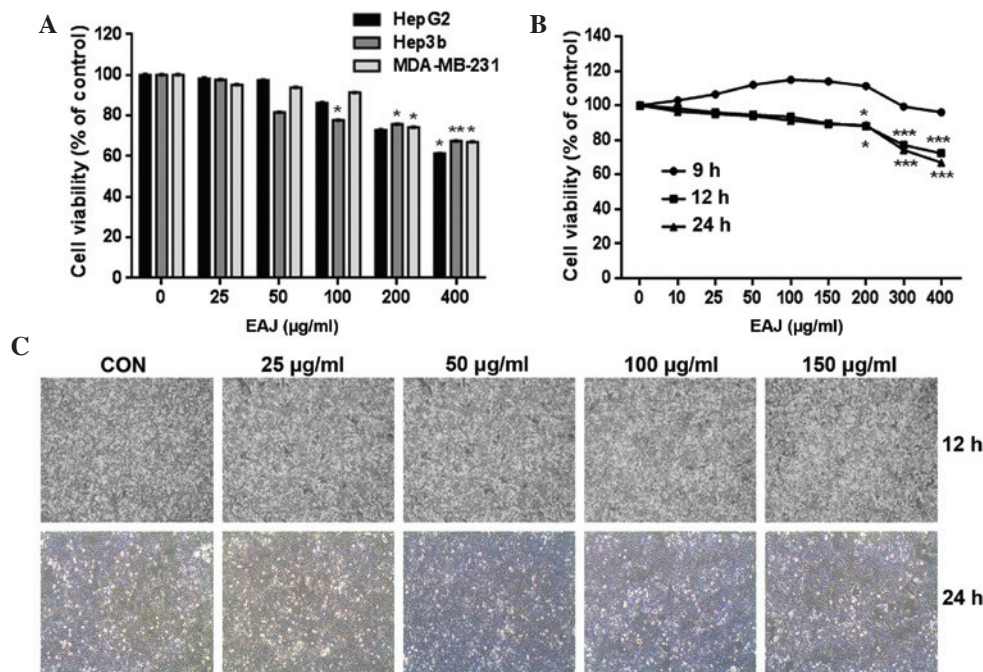 A
HepG2
Hep3b
MDA-MB-231
Cell viability (% of control)
120
100
80
60
40
20
0
* * * * *** *
0 25 50 100 200 400
EAJ (µg/ml)
B
Cell viability (% of control)
140
120
100
80
60
40
20
0
9 h
12 h
24 h
*
*
***
***
***
***
0 10 25 50 100 150 200 300 400
EAJ (µg/ml)
C
CON 25 µg/ml 50 µg/ml 100 µg/ml 150 µg/ml
12 h
24 h